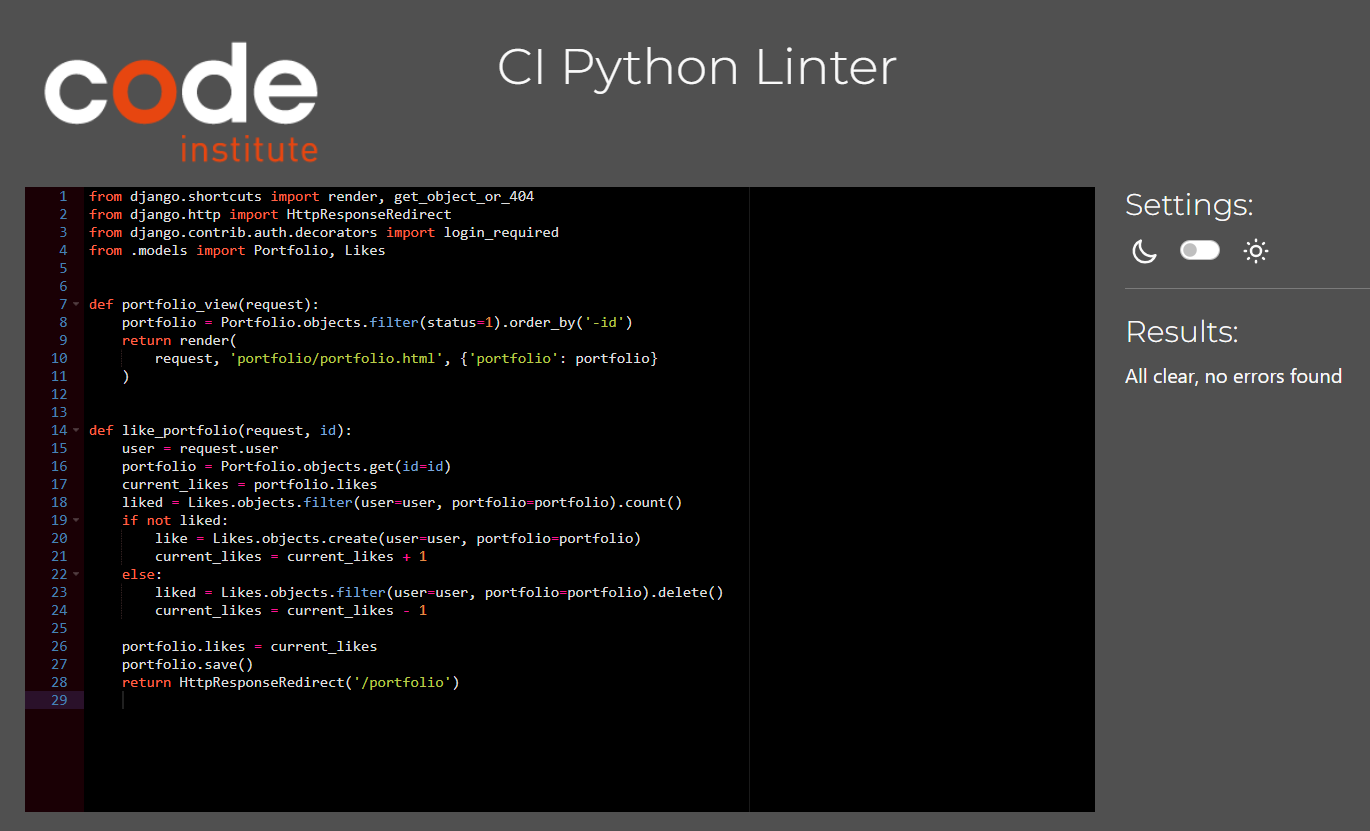 code
institute
CI Python Linter
1 from django.shortcuts import render, get_object_or_404
2 from django.http import HttpResponseRedirect
3 from django.contrib.auth.decorators import login_required
4 from .models import Portfolio, Likes
5
6
7 def portfolio_view(request):
8     portfolio = Portfolio.objects.filter(status=1).order_by('-id')
9     return render(
10         request, 'portfolio/portfolio.html', {'portfolio': portfolio}
11     )
12
13
14 def like_portfolio(request, id):
15     user = request.user
16     portfolio = Portfolio.objects.get(id=id)
17     current_likes = portfolio.likes
18     liked = Likes.objects.filter(user=user, portfolio=portfolio).count()
19     if not liked:
20         like = Likes.objects.create(user=user, portfolio=portfolio)
21         current_likes = current_likes + 1
22     else:
23         liked = Likes.objects.filter(user=user, portfolio=portfolio).delete()
24         current_likes = current_likes - 1
25
26     portfolio.likes = current_likes
27     portfolio.save()
28     return HttpResponseRedirect('/portfolio')
29
Settings:
Results:
All clear, no errors found